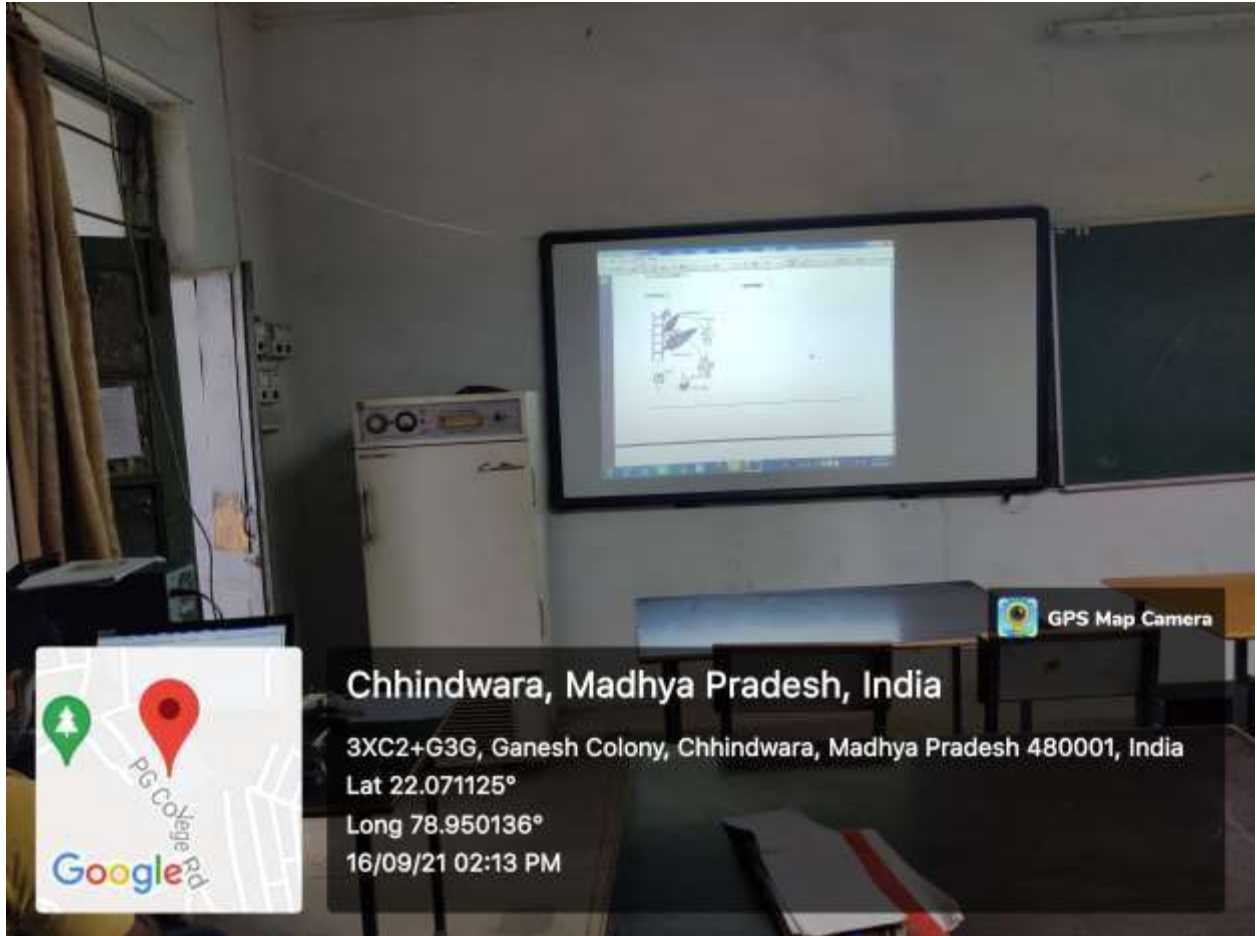 GPS Map Camera
Chhindwara, Madhya Pradesh, India
3XC2+G3G, Ganesh Colony, Chhindwara, Madhya Pradesh 480001, India
Lat 22.071125°
Long 78.950136°
16/09/21 02:13 PM
PG College Rd
Google